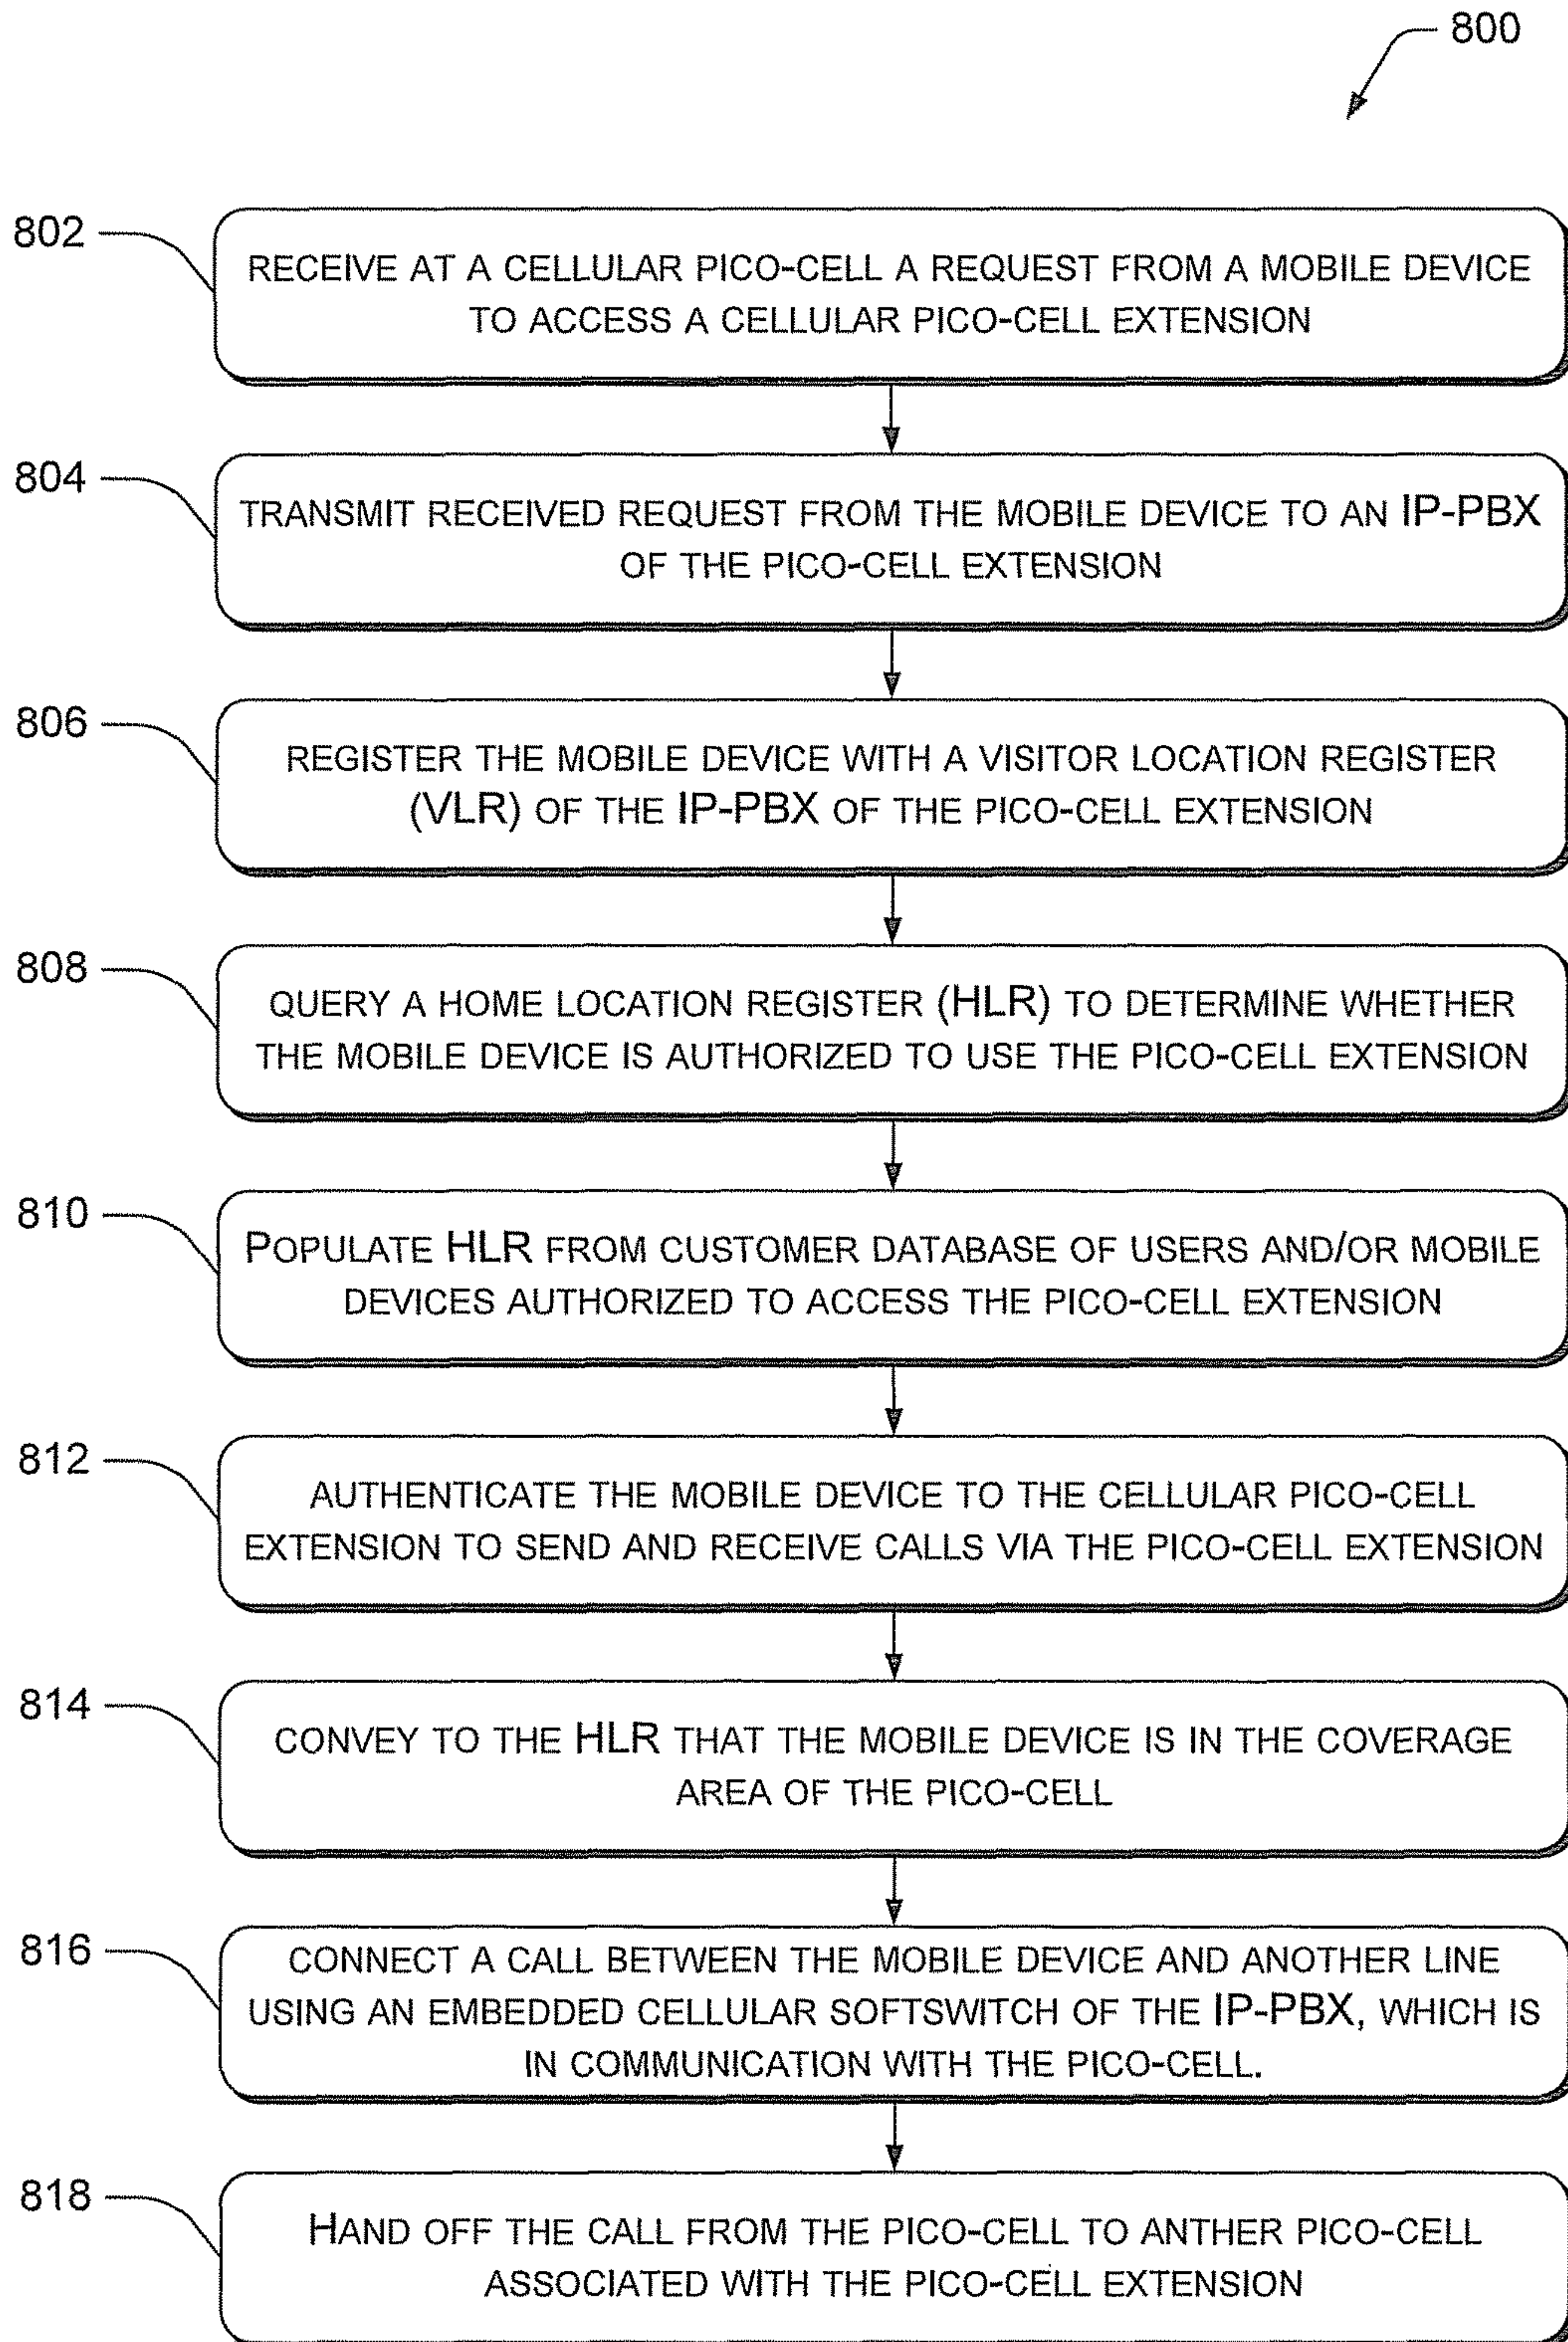 800
802
RECEIVE AT A CELLULAR PICO-CELL A REQUEST FROM A MOBILE DEVICE
TO ACCESS A CELLULAR PICO-CELL EXTENSION
804
TRANSMIT RECEIVED REQUEST FROM THE MOBILE DEVICE TO AN IP-PBX
OF THE PICO-CELL EXTENSION
806
REGISTER THE MOBILE DEVICE WITH A VISITOR LOCATION REGISTER
(VLR) OF THE IP-PBX OF THE PICO-CELL EXTENSION
808
QUERY A HOME LOCATION REGISTER (HLR) TO DETERMINE WHETHER
THE MOBILE DEVICE IS AUTHORIZED TO USE THE PICO-CELL EXTENSION
810
POPULATE HLR FROM CUSTOMER DATABASE OF USERS AND/OR MOBILE
DEVICES AUTHORIZED TO ACCESS THE PICO-CELL EXTENSION
812
AUTHENTICATE THE MOBILE DEVICE TO THE CELLULAR PICO-CELL
EXTENSION TO SEND AND RECEIVE CALLS VIA THE PICO-CELL EXTENSION
814
CONVEY TO THE HLR THAT THE MOBILE DEVICE IS IN THE COVERAGE
AREA OF THE PICO-CELL
816
CONNECT A CALL BETWEEN THE MOBILE DEVICE AND ANOTHER LINE
USING AN EMBEDDED CELLULAR SOFTSWITCH OF THE IP-PBX, WHICH IS
IN COMMUNICATION WITH THE PICO-CELL.
818
HAND OFF THE CALL FROM THE PICO-CELL TO ANTHER PICO-CELL
ASSOCIATED WITH THE PICO-CELL EXTENSION